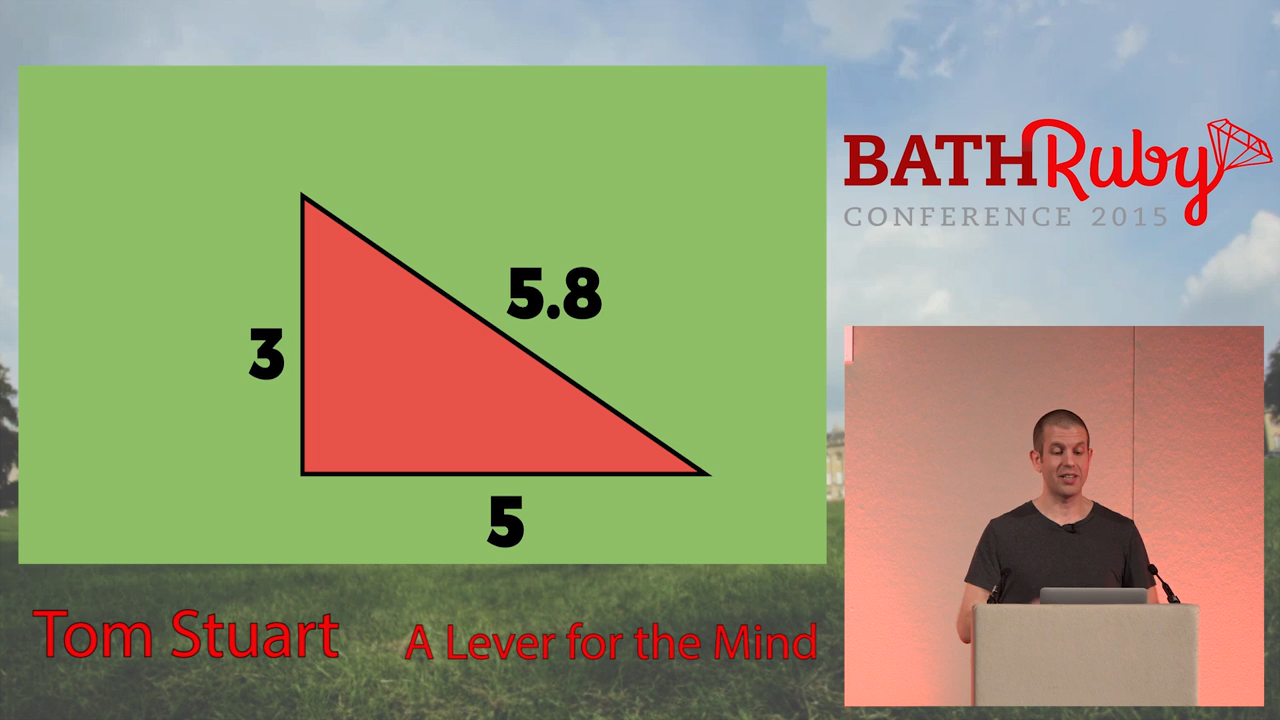 5.8
3
5
BATHRuby
CONFERENCE 2015
Tom Stuart
A Lever for the Mind